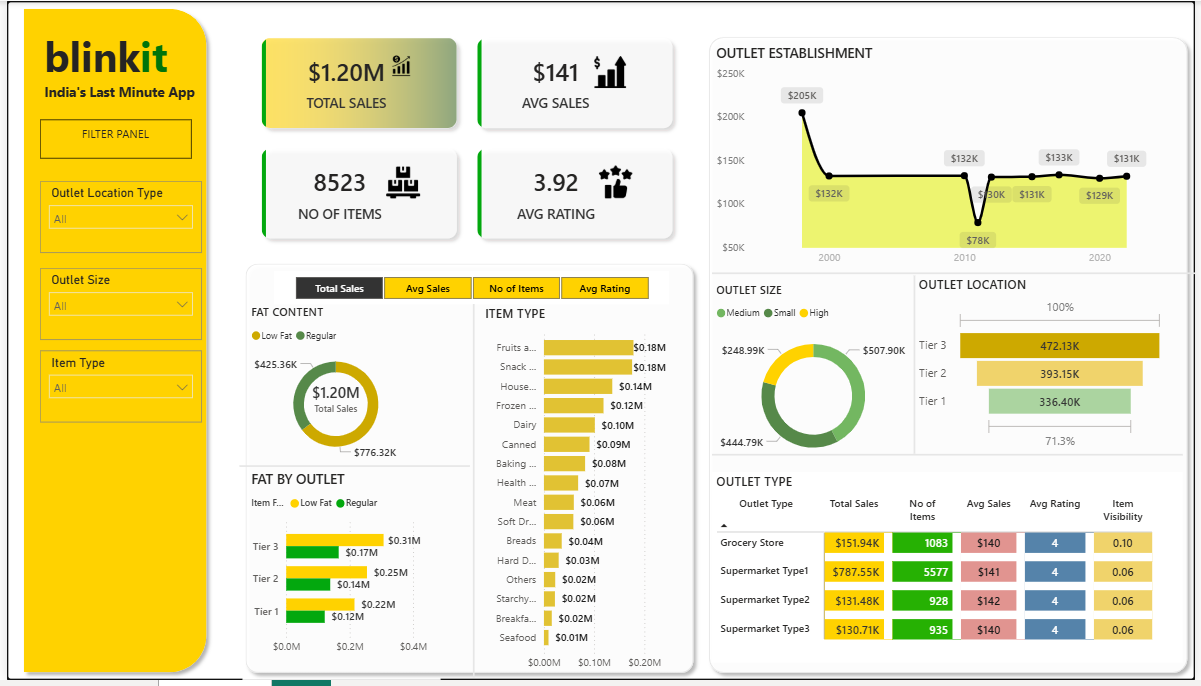 blinkit
India's Last Minute App
FILTER PANEL
Outlet Location Type
All
Outlet Size
All
Item Type
All
$1.20M
TOTAL SALES
$141
AVG SALES
8523
NO OF ITEMS
3.92
AVG RATING
Total Sales Avg Sales No of Items Avg Rating
FAT CONTENT
Low Fat Regular
$425.36K
$1.20M
Total Sales
$776.32K
FAT BY OUTLET
Item F... Low Fat Regular
Tier 3 $0.31M
$0.17M
Tier 2 $0.25M
$0.14M
Tier 1 $0.22M
$0.12M
$0.0M $0.2M $0.4M
ITEM TYPE
Fruits a... $0.18M
Snack ... $0.18M
House... $0.14M
Frozen ... $0.12M
Dairy $0.10M
Canned $0.09M
Baking ... $0.08M
Health ... $0.07M
Meat $0.06M
Soft Dr... $0.06M
Breads $0.04M
Hard D... $0.03M
Others $0.02M
Starchy... $0.02M
Breakfa... $0.02M
Seafood $0.01M
$0.00M $0.10M $0.20M
OUTLET ESTABLISHMENT
$250K
$200K
$150K
$100K
$50K
$205K
$132K
$132K
$78K
$130K
$131K
$133K
$129K
$131K
2000 2010 2020
OUTLET SIZE
Medium Small High
$248.99K
$507.90K
$444.79K
OUTLET LOCATION
100%
Tier 3 472.13K
Tier 2 393.15K
Tier 1 336.40K
71.3%
OUTLET TYPE
Outlet Type Total Sales No of Items Avg Sales Avg Rating Item Visibility
Grocery Store $151.94K 1083 $140 4 0.10
Supermarket Type1 $787.55K 5577 $141 4 0.06
Supermarket Type2 $131.48K 928 $142 4 0.06
Supermarket Type3 $130.71K 935 $140 4 0.06